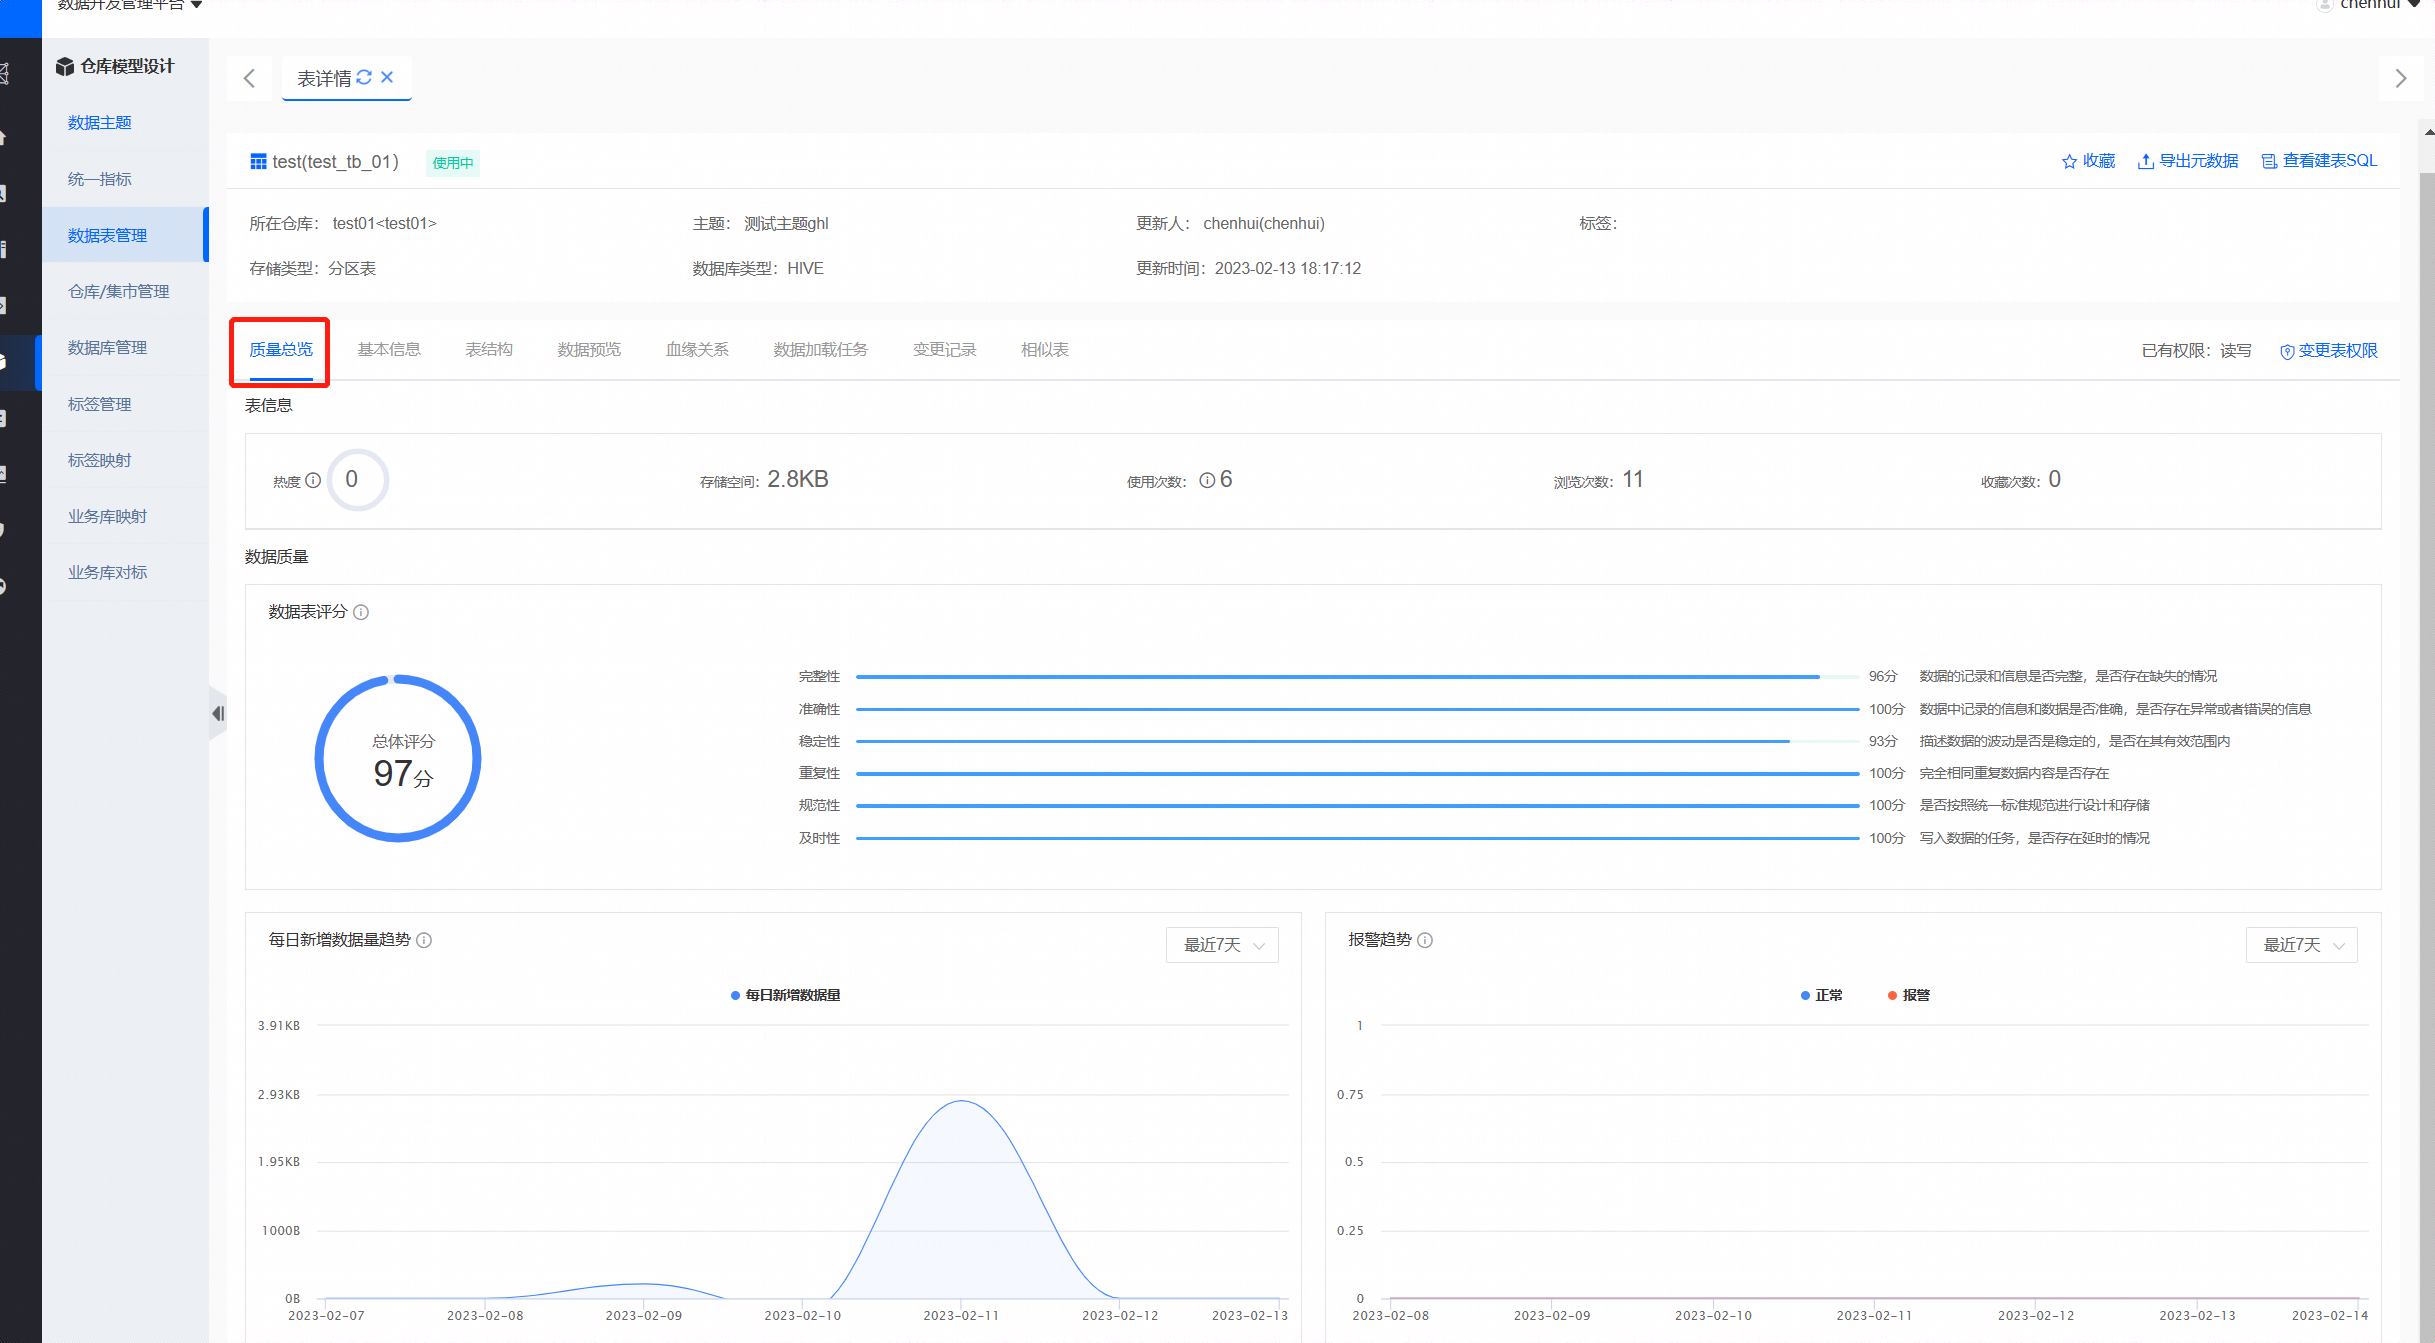 数据开发管理平台
chenhui
仓库模型设计
数据主题
统一指标
数据表管理
仓库/集市管理
数据库管理
标签管理
标签映射
业务库映射
业务库对标
表详情
test(test_tb_01)
使用中
收藏
导出元数据
查看建表SQL
所在仓库： test01<test01>
主题： 测试主题ghl
更新人： chenhui(chenhui)
标签：
存储类型：分区表
数据库类型：HIVE
更新时间：2023-02-13 18:17:12
质量总览
基本信息
表结构
数据预览
血缘关系
数据加载任务
变更记录
相似表
已有权限：读写
变更表权限
表信息
热度 0
存储空间：2.8KB
使用次数： 6
浏览次数：11
收藏次数：0
数据质量
数据表评分
总体评分
97分
完整性 96分 数据的记录和信息是否完整，是否存在缺失的情况
准确性 100分 数据中记录的信息和数据是否准确，是否存在异常或者错误的信息
稳定性 93分 描述数据的波动是否是稳定的，是否在其有效范围内
重复性 100分 完全相同重复数据内容是否存在
规范性 100分 是否按照统一标准规范进行设计和存储
及时性 100分 写入数据的任务，是否存在延时的情况
每日新增数据量趋势
最近7天
每日新增数据量
3.91KB
2.93KB
1.95KB
1000B
0B
2023-02-07 2023-02-08 2023-02-09 2023-02-10 2023-02-11 2023-02-12 2023-02-13
报警趋势
最近7天
正常 报警
1
0.75
0.5
0.25
0
2023-02-08 2023-02-09 2023-02-10 2023-02-11 2023-02-12 2023-02-13 2023-02-14